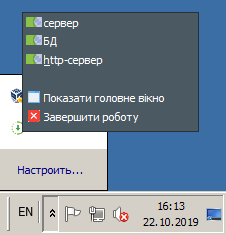 сервер
БД
http-сервер
Показати головне вікно
Завершити роботу
Настроить...
EN
16:13
22.10.2019